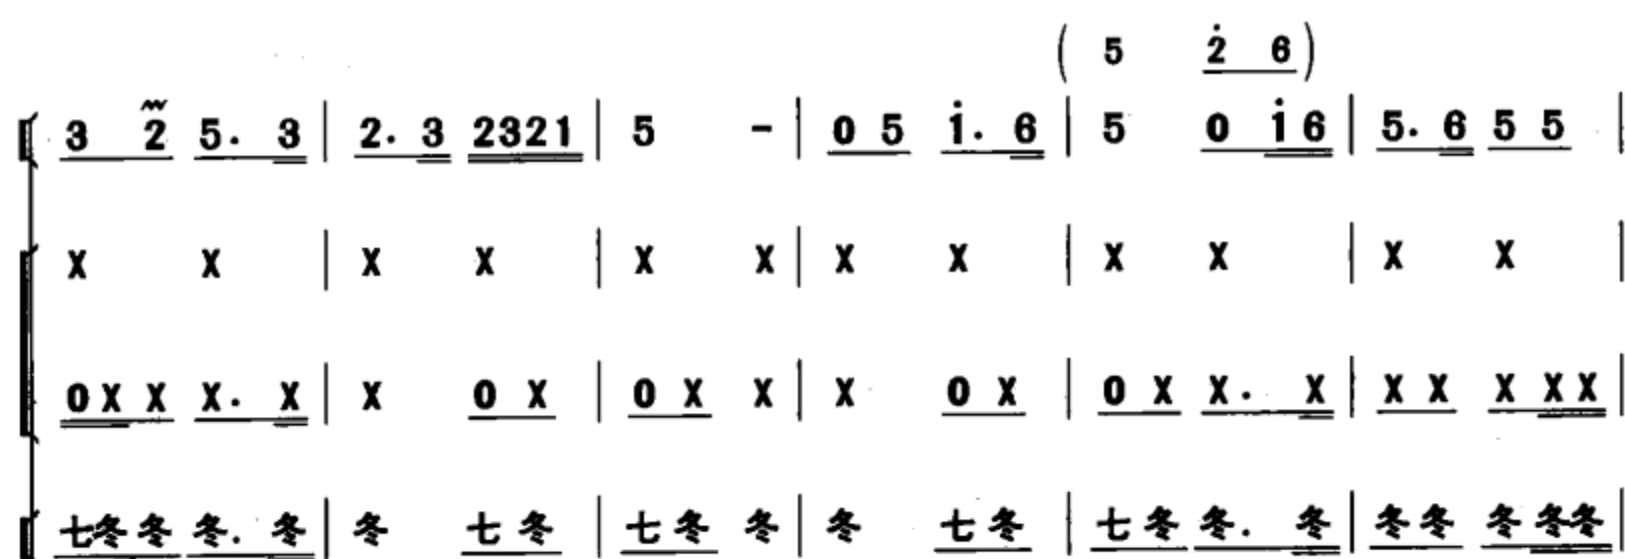 ( 5 2̇ 6 )
3 2 5. 3 | 2. 3 2321 | 5 - | 0 5 1̇. 6 | 5 0 1̇ 6 | 5. 6 5 5 |
X X | X X | X X | X X | X X | X X |
0 X X X. X | X 0 X | 0 X X | X 0 X | 0 X X. X | X X X X X |
七冬冬 冬. 冬 | 冬 七冬 | 七冬 冬 | 冬 七冬 | 七冬 冬. 冬 | 冬冬 冬冬冬 |